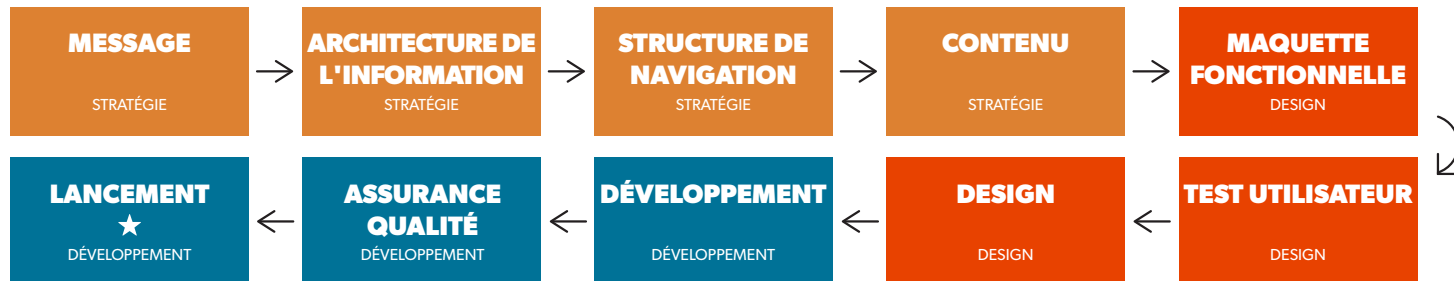 MESSAGE
STRATÉGIE
ARCHITECTURE DE
L'INFORMATION
STRATÉGIE
STRUCTURE DE
NAVIGATION
STRATÉGIE
CONTENU
STRATÉGIE
MAQUETTE
FONCTIONNELLE
DESIGN
TEST UTILISATEUR
DESIGN
DESIGN
DESIGN
DÉVELOPPEMENT
DÉVELOPPEMENT
ASSURANCE
QUALITÉ
DÉVELOPPEMENT
LANCEMENT
DÉVELOPPEMENT